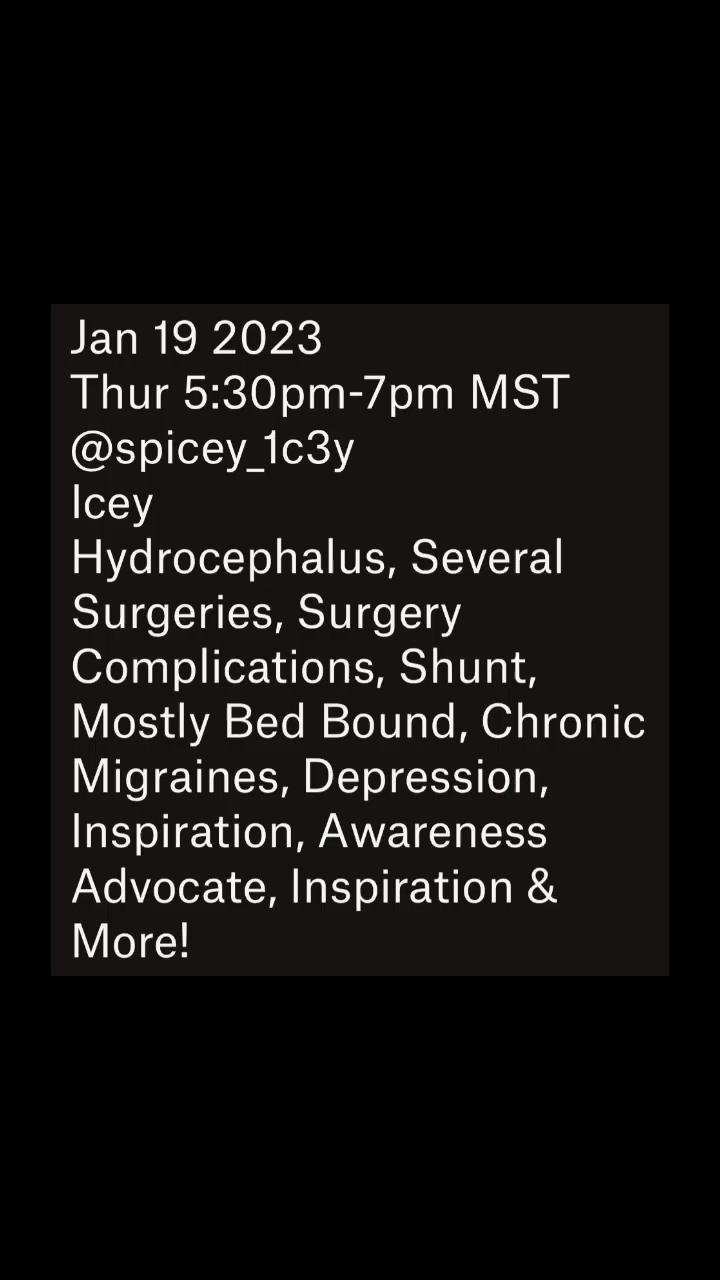 Jan 19 2023
Thur 5:30pm-7pm MST
@spicey_1c3y
Icey
Hydrocephalus, Several
Surgeries, Surgery
Complications, Shunt,
Mostly Bed Bound, Chronic
Migraines, Depression,
Inspiration, Awareness
Advocate, Inspiration &
More!